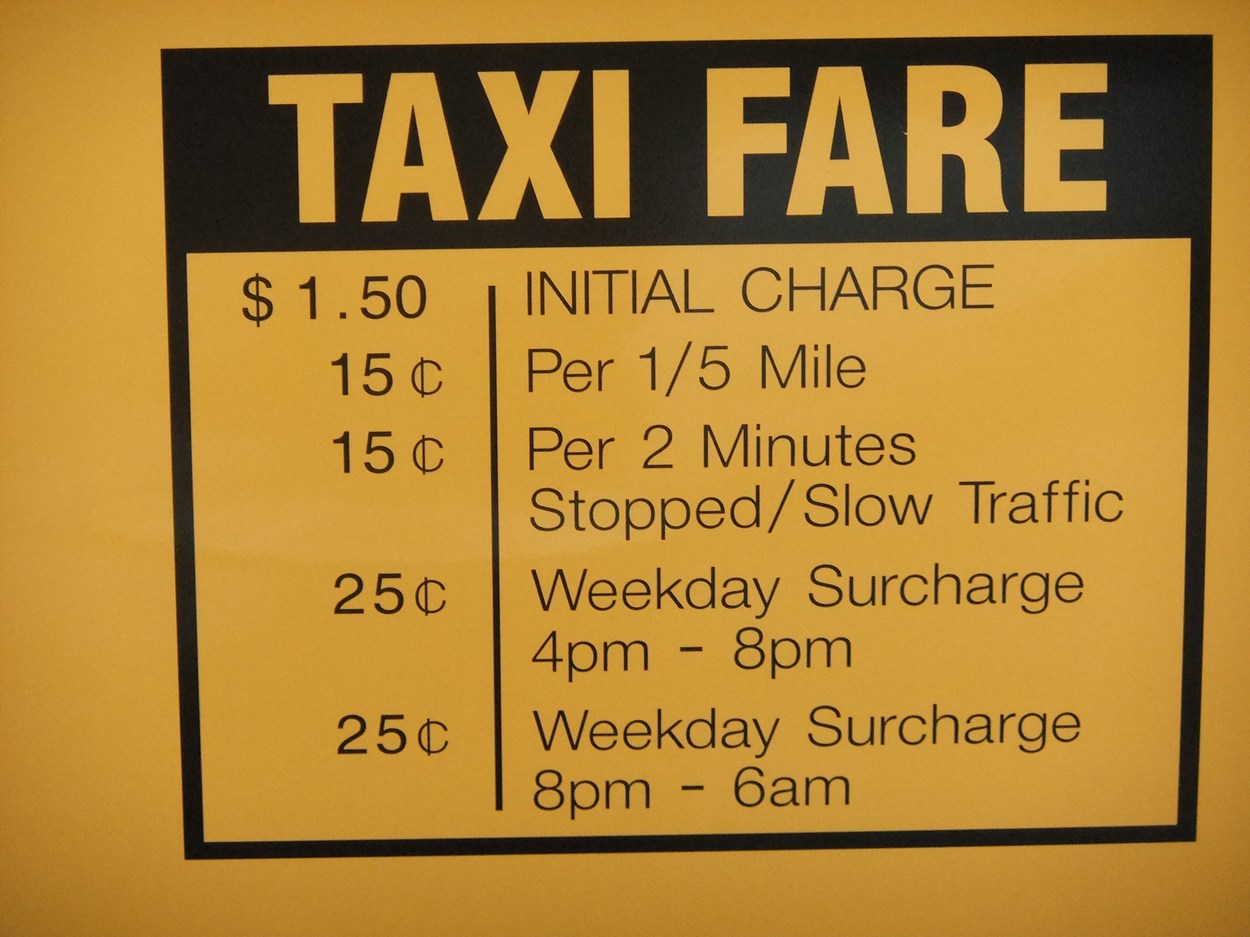 TAXI FARE
$ 1.50 INITIAL CHARGE
15 ¢ Per 1/5 Mile
15 ¢ Per 2 Minutes
Stopped/Slow Traffic
25¢ Weekday Surcharge
4pm - 8pm
25¢ Weekday Surcharge
8pm - 6am